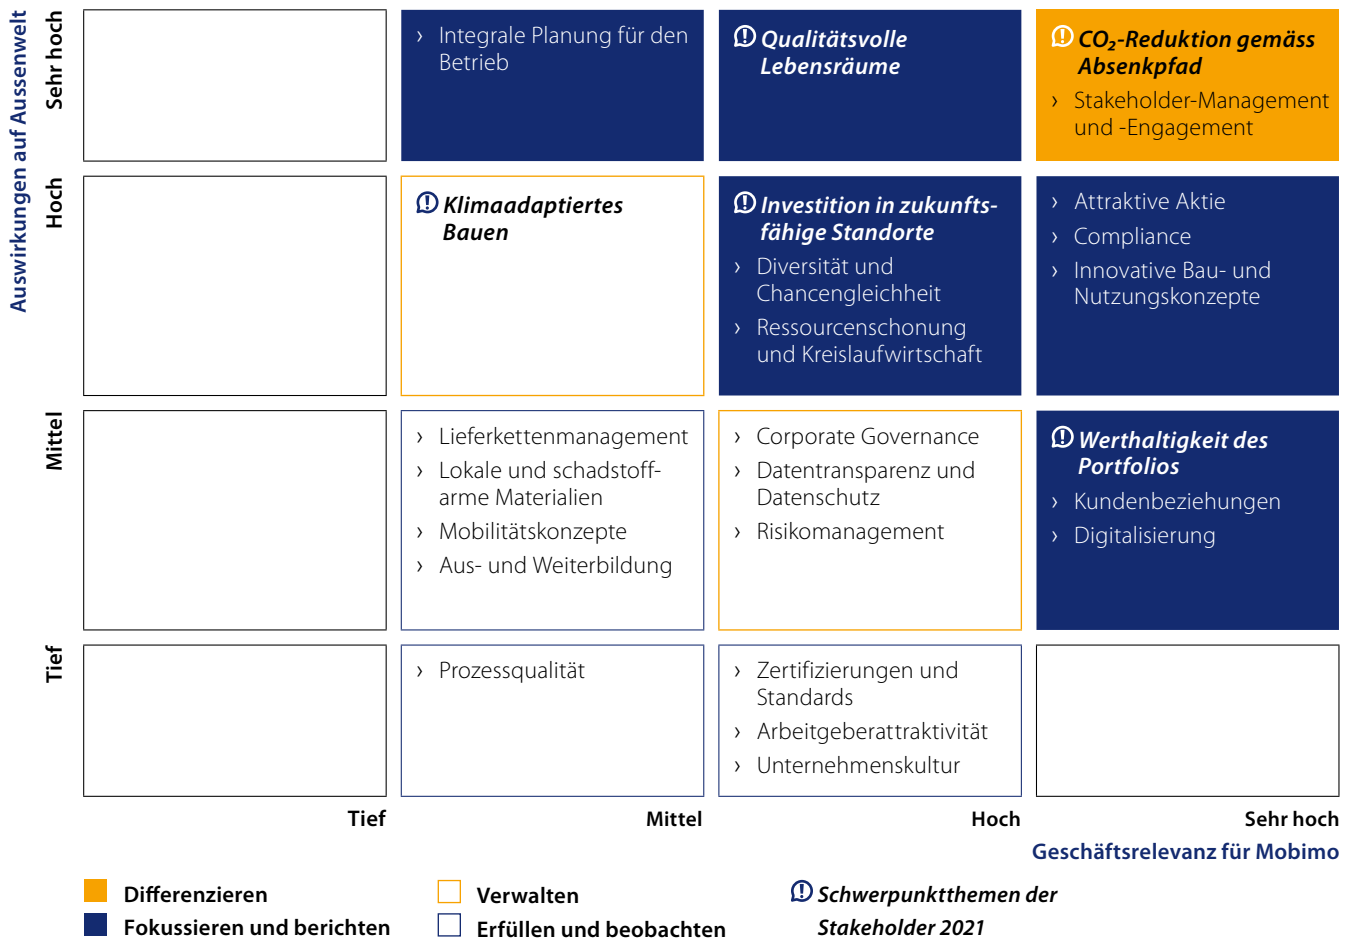 Auswirkungen auf Aussenwelt
Sehr hoch
› Integrale Planung für den
Betrieb
Qualitätsvolle
Lebensräume
CO₂-Reduktion gemäss
Absenkpfad
› Stakeholder-Management
und -Engagement
Hoch
Klimaadaptiertes
Bauen
Investition in zukunfts-
fähige Standorte
› Diversität und
Chancengleichheit
› Ressourcenschonung
und Kreislaufwirtschaft
› Attraktive Aktie
› Compliance
› Innovative Bau- und
Nutzungskonzepte
Mittel
› Lieferkettenmanagement
› Lokale und schadstoff-
arme Materialien
› Mobilitätskonzepte
› Aus- und Weiterbildung
› Corporate Governance
› Datentransparenz und
Datenschutz
› Risikomanagement
Werthaltigkeit des
Portfolios
› Kundenbeziehungen
› Digitalisierung
Tief
› Prozessqualität
› Zertifizierungen und
Standards
› Arbeitgeberattraktivität
› Unternehmenskultur
Tief
Mittel
Hoch
Sehr hoch
Geschäftsrelevanz für Mobimo
Differenzieren
Fokussieren und berichten
Verwalten
Erfüllen und beobachten
Schwerpunktthemen der
Stakeholder 2021